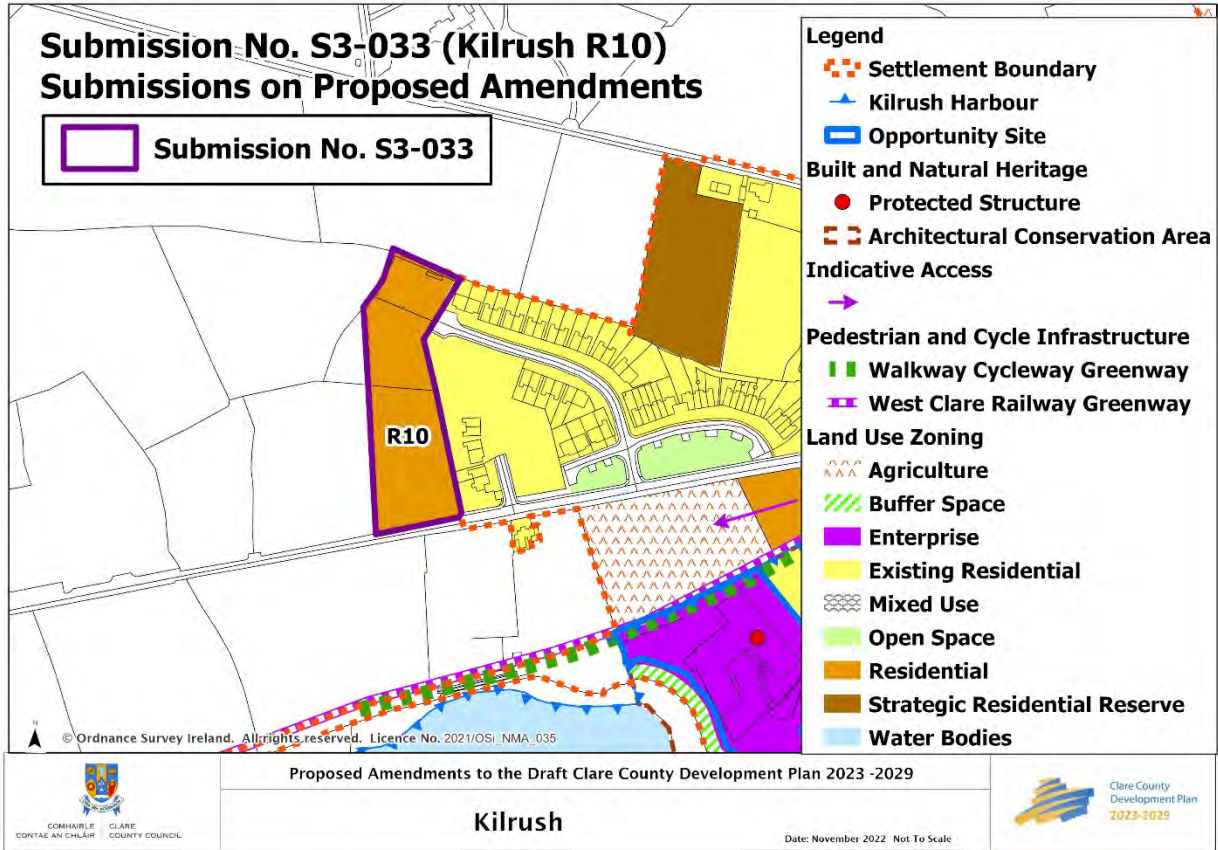 Submission No. S3-033 (Kilrush R10)
Submissions on Proposed Amendments
Submission No. S3-033
R10
N
© Ordnance Survey Ireland. All rights reserved. Licence No. 2021/OSi_NMA_035
Legend
Settlement Boundary
Kilrush Harbour
Opportunity Site
Built and Natural Heritage
Protected Structure
Architectural Conservation Area
Indicative Access
Pedestrian and Cycle Infrastructure
Walkway Cycleway Greenway
West Clare Railway Greenway
Land Use Zoning
Agriculture
Buffer Space
Enterprise
Existing Residential
Mixed Use
Open Space
Residential
Strategic Residential Reserve
Water Bodies
COMHAIRLE CLARE
CONTAE AN CHLÁIR COUNTY COUNCIL
Proposed Amendments to the Draft Clare County Development Plan 2023 -2029
Kilrush
Date: November 2022 Not To Scale
Clare County
Development Plan
2023-2029